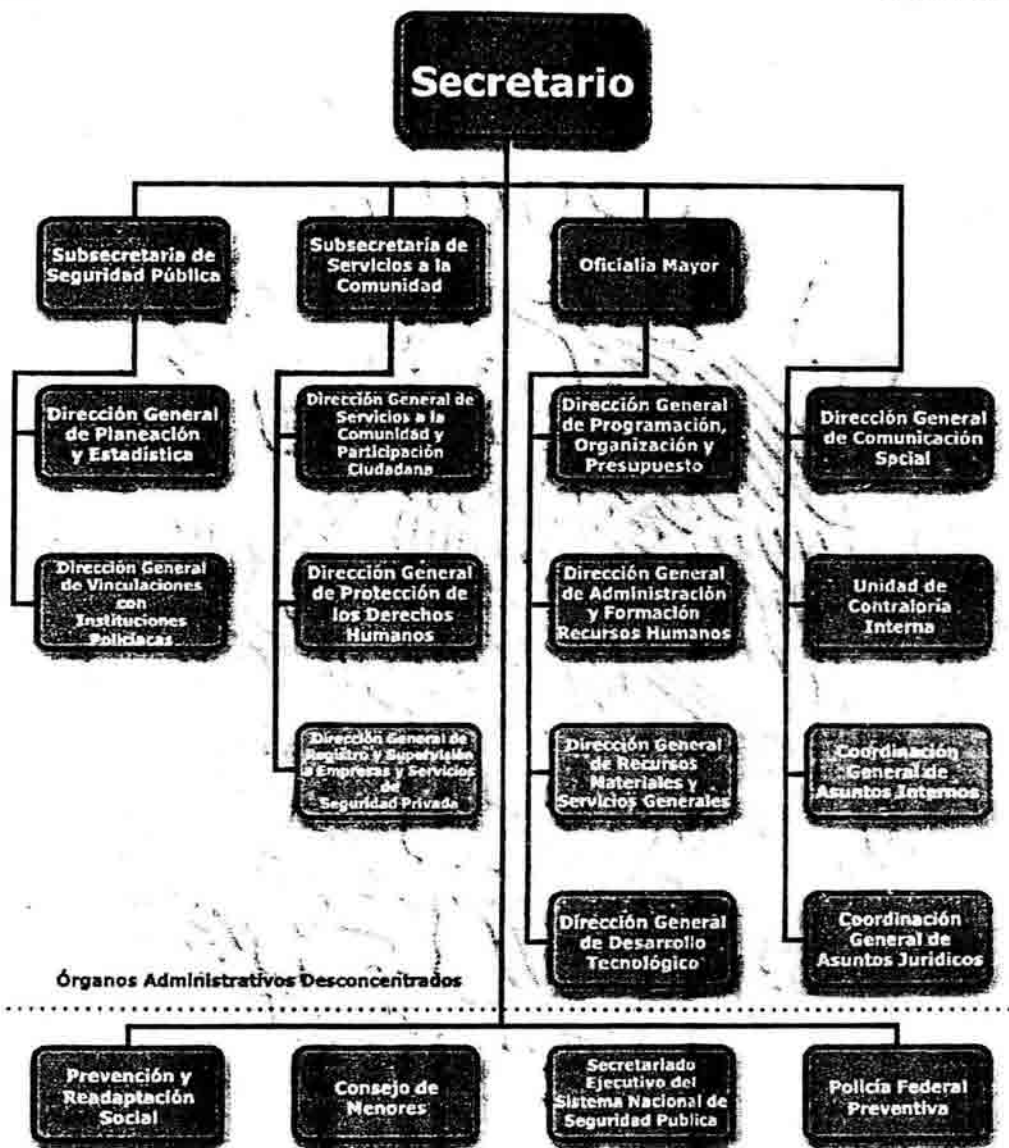 Secretario
Subsecretaria de
Seguridad Pública
Subsecretaria de
Servicios a la
Comunidad
Oficialia Mayor
Dirección General
de Planeación
y Estadística
Dirección General de
Servicios a la
Comunidad y
Participación
Ciudadana
Dirección General
de Programación,
Organización y
Presupuesto
Dirección General
de Comunicación
Social
Dirección General
de Vinculaciones
con
Instituciones
Policíacas
Dirección General
de Protección de
los Derechos
Humanos
Dirección General
de Administración
y Formación
Recursos Humanos
Unidad de
Contraloría
Interna
Dirección General de
Registro y Supervisión
a Empresas y Servicios
de
Seguridad Privada
Dirección General
de Recursos
Materiales y
Servicios Generales
Coordinación
General de
Asuntos Internos
Dirección General
de Desarrollo
Tecnológico
Coordinación
General de
Asuntos Jurídicos
Órganos Administrativos Desconcentrados
Prevención y
Readaptación
Social
Consejo de
Menores
Secretariado
Ejecutivo del
Sistema Nacional de
Seguridad Publica
Policía Federal
Preventiva